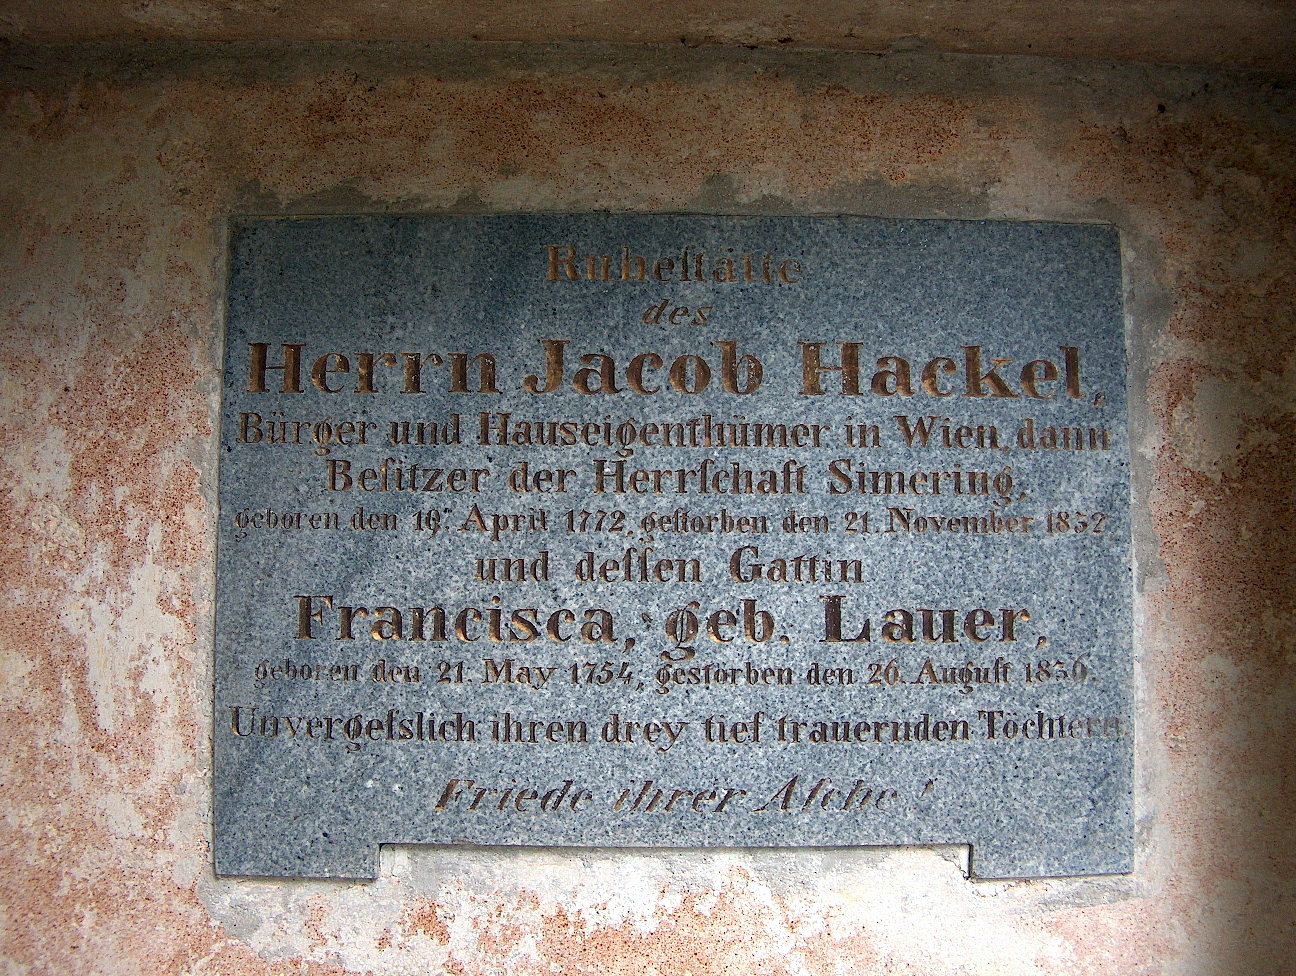 Ruheſtätte
des
Herrn Jacob Hackel,
Bürger und Hauseigenthümer in Wien, dann
Beſitzer der Herrſchaft Simering,
geboren den 19. April 1772, geſtorben den 21. November 1832
und deſſen Gattin
Francisca, geb. Lauer,
geboren den 21. May 1754, geſtorben den 26. Auguſt 1836.
Unvergeſslich ihren drey tief trauernden Töchtern
Friede ihrer Aſche!